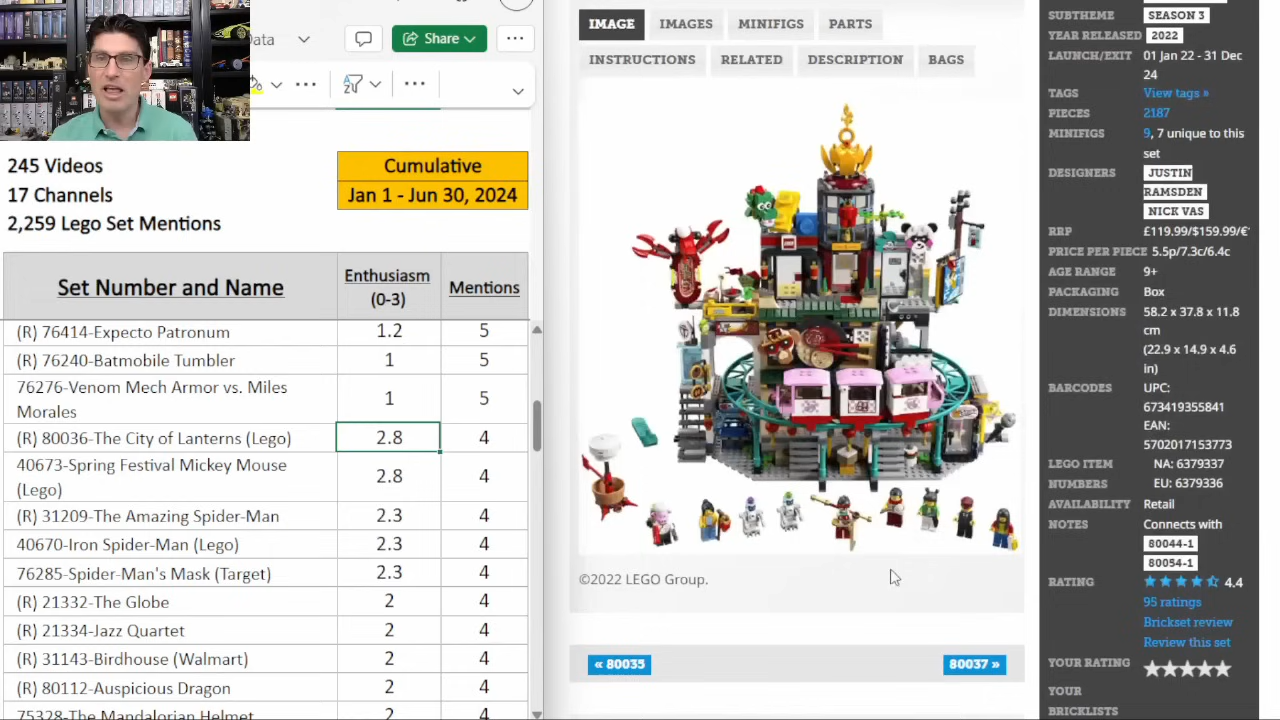 ata
Share
245 Videos
17 Channels
2,259 Lego Set Mentions
Cumulative
Jan 1 - Jun 30, 2024
Set Number and Name
Enthusiasm
(0-3)
Mentions
(R) 76414-Expecto Patronum 1.2 5
(R) 76240-Batmobile Tumbler 1 5
76276-Venom Mech Armor vs. Miles
Morales 1 5
(R) 80036-The City of Lanterns (Lego) 2.8 4
40673-Spring Festival Mickey Mouse
(Lego) 2.8 4
(R) 31209-The Amazing Spider-Man 2.3 4
40670-Iron Spider-Man (Lego) 2.3 4
76285-Spider-Man's Mask (Target) 2.3 4
(R) 21332-The Globe 2 4
(R) 21334-Jazz Quartet 2 4
(R) 31143-Birdhouse (Walmart) 2 4
(R) 80112-Auspicious Dragon 2 4
75328-The Mandalorian Helmet 2 4
IMAGE IMAGES MINIFIGS PARTS
INSTRUCTIONS RELATED DESCRIPTION BAGS
©2022 LEGO Group.
« 80035 80037 »
SUBTHEME SEASON 3
YEAR RELEASED 2022
LAUNCH/EXIT 01 Jan 22 - 31 Dec
24
TAGS View tags »
PIECES 2187
MINIFIGS 9, 7 unique to this
set
DESIGNERS JUSTIN
RAMSDEN
NICK VAS
RRP £119.99/$159.99/€
PRICE PER PIECE 5.5p/7.3c/6.4c
AGE RANGE 9+
PACKAGING Box
DIMENSIONS 58.2 x 37.8 x 11.8
cm
(22.9 x 14.9 x 4.6
in)
BARCODES UPC:
673419355841
EAN:
5702017153773
LEGO ITEM NA: 6379337
NUMBERS EU: 6379336
AVAILABILITY Retail
NOTES Connects with
80044-1
80054-1
RATING 4.4
95 ratings
Brickset review
Review this set
YOUR RATING
YOUR
BRICKLISTS